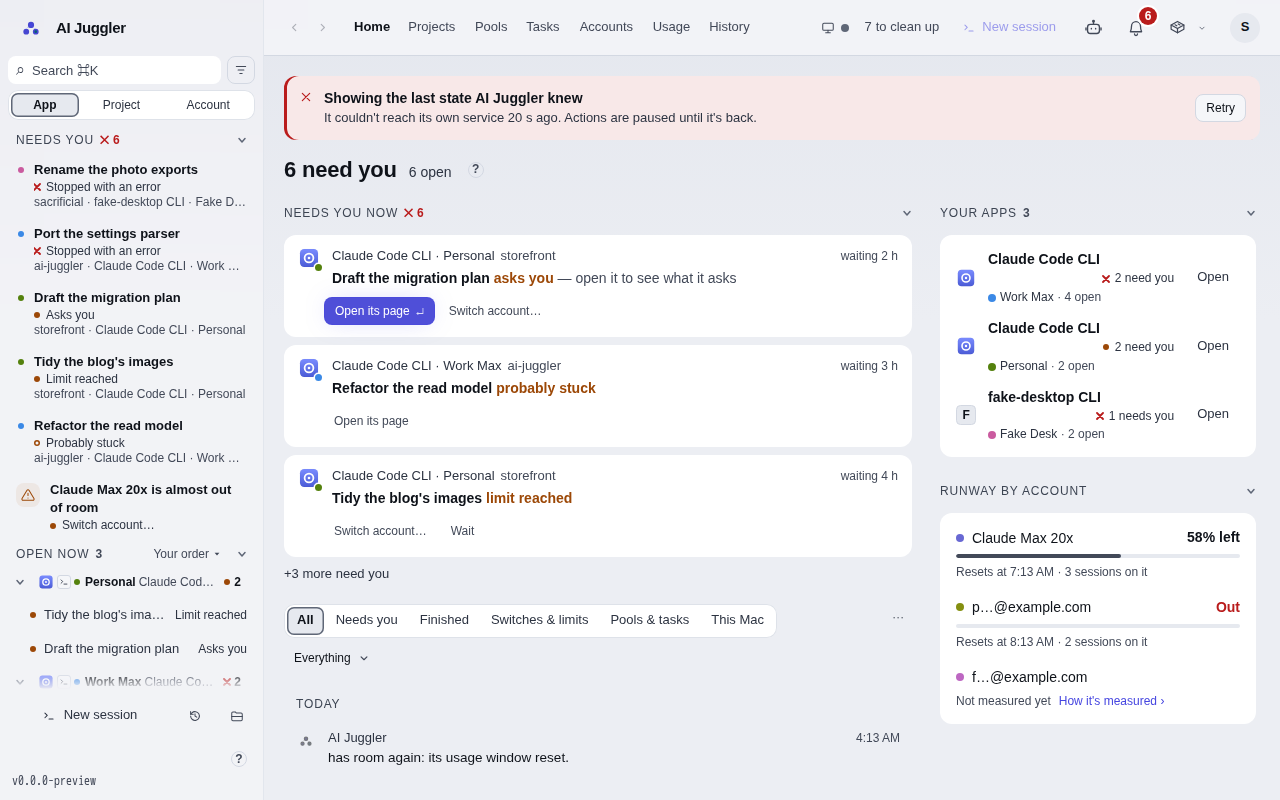 AI Juggler
Search ⌘K
App Project Account
NEEDS YOU 6
Rename the photo exports
Stopped with an error
sacrificial · fake-desktop CLI · Fake D…
Port the settings parser
Stopped with an error
ai-juggler · Claude Code CLI · Work …
Draft the migration plan
Asks you
storefront · Claude Code CLI · Personal
Tidy the blog's images
Limit reached
storefront · Claude Code CLI · Personal
Refactor the read model
Probably stuck
ai-juggler · Claude Code CLI · Work …
Claude Max 20x is almost out
of room
Switch account…
OPEN NOW 3 Your order
Personal Claude Cod… 2
Tidy the blog's ima… Limit reached
Draft the migration plan Asks you
Work Max Claude Co… 2
New session
?
v0.0.0-preview
Home Projects Pools Tasks Accounts Usage History
7 to clean up New session 6 S
Showing the last state AI Juggler knew
It couldn't reach its own service 20 s ago. Actions are paused until it's back.
Retry
6 need you 6 open ?
NEEDS YOU NOW 6
Claude Code CLI · Personal storefront waiting 2 h
Draft the migration plan asks you — open it to see what it asks
Open its page Switch account…
Claude Code CLI · Work Max ai-juggler waiting 3 h
Refactor the read model probably stuck
Open its page
Claude Code CLI · Personal storefront waiting 4 h
Tidy the blog's images limit reached
Switch account… Wait
+3 more need you
All Needs you Finished Switches & limits Pools & tasks This Mac …
Everything
TODAY
AI Juggler 4:13 AM
has room again: its usage window reset.
YOUR APPS 3
Claude Code CLI
2 need you Open
Work Max · 4 open
Claude Code CLI
2 need you Open
Personal · 2 open
fake-desktop CLI
F 1 needs you Open
Fake Desk · 2 open
RUNWAY BY ACCOUNT
Claude Max 20x 58% left
Resets at 7:13 AM · 3 sessions on it
p…@example.com Out
Resets at 8:13 AM · 2 sessions on it
f…@example.com
Not measured yet How it's measured ›